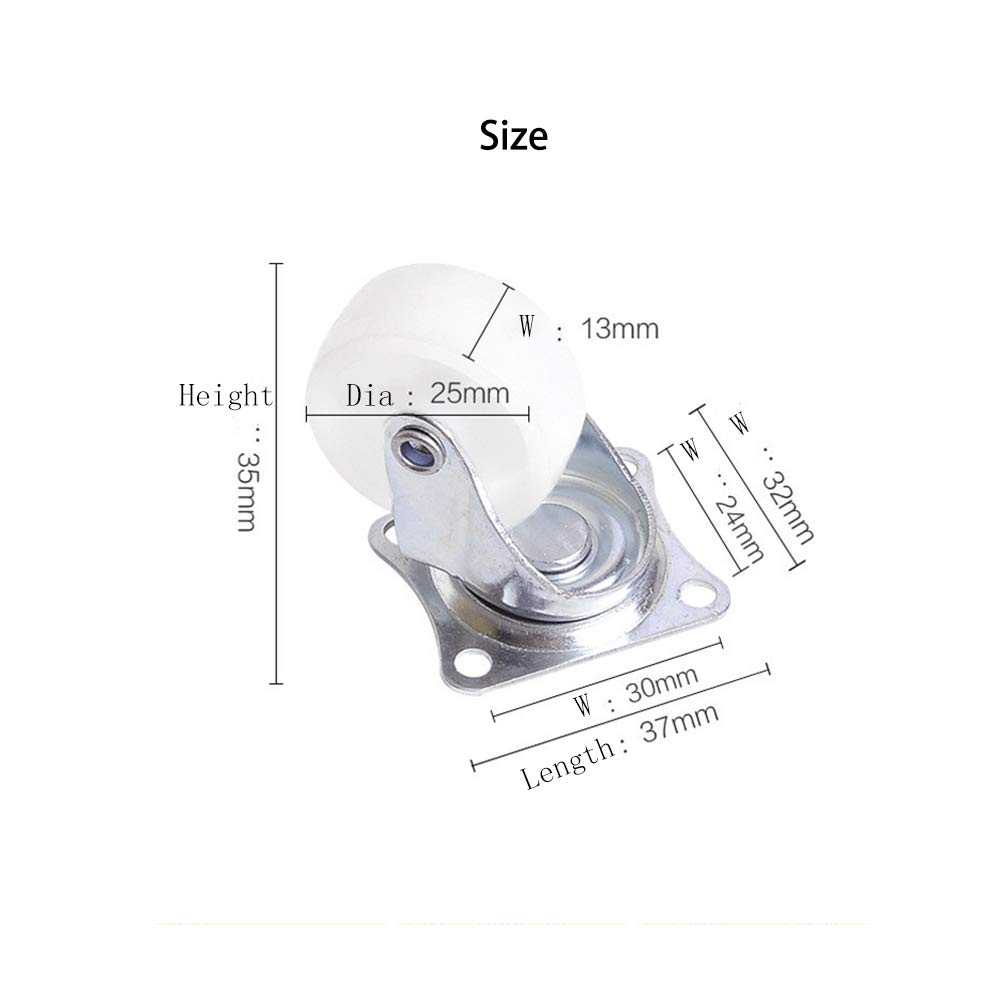 Size
W : 13mm
Dia : 25mm
Height : 35mm
W : 24mm
W : 32mm
W : 30mm
Length: 37mm